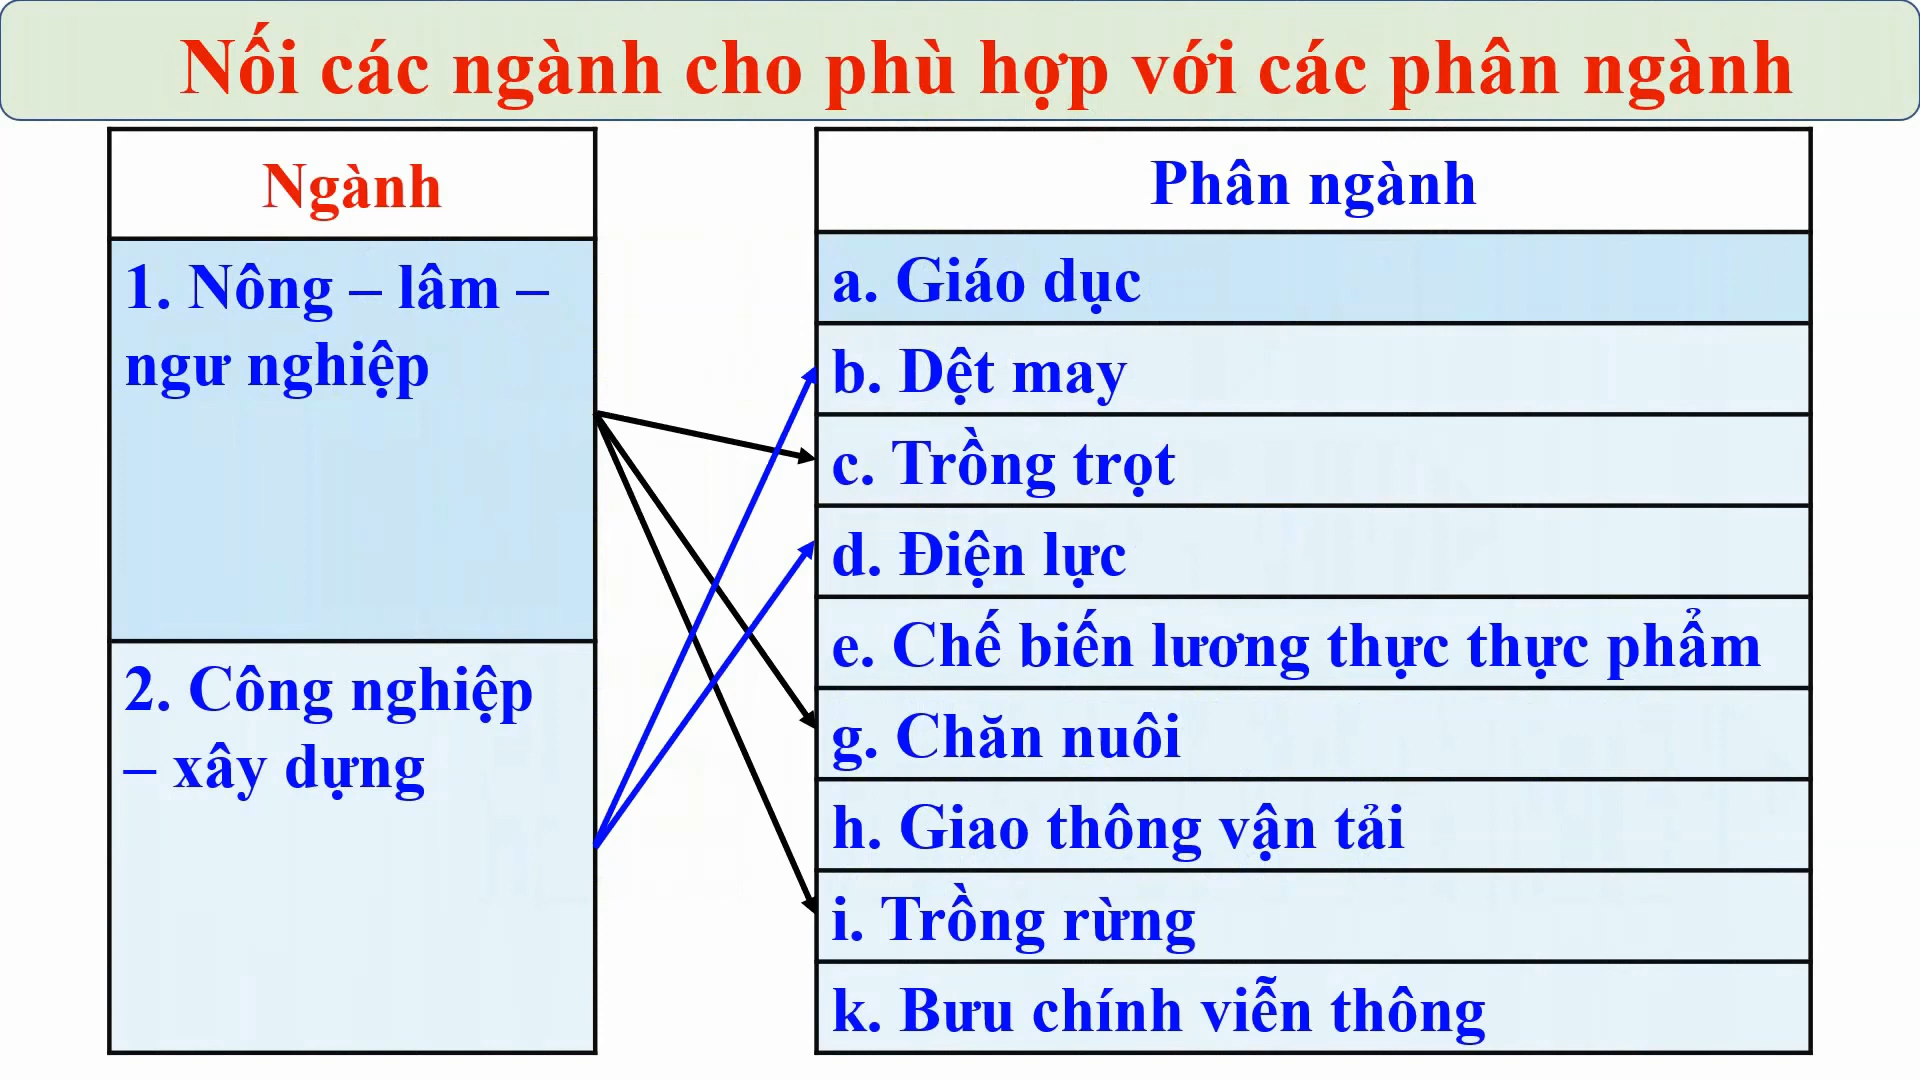 Nối các ngành cho phù hợp với các phân ngành
Ngành
1. Nông – lâm –
ngư nghiệp
2. Công nghiệp
– xây dựng
Phân ngành
a. Giáo dục
b. Dệt may
c. Trồng trọt
d. Điện lực
e. Chế biến lương thực thực phẩm
g. Chăn nuôi
h. Giao thông vận tải
i. Trồng rừng
k. Bưu chính viễn thông